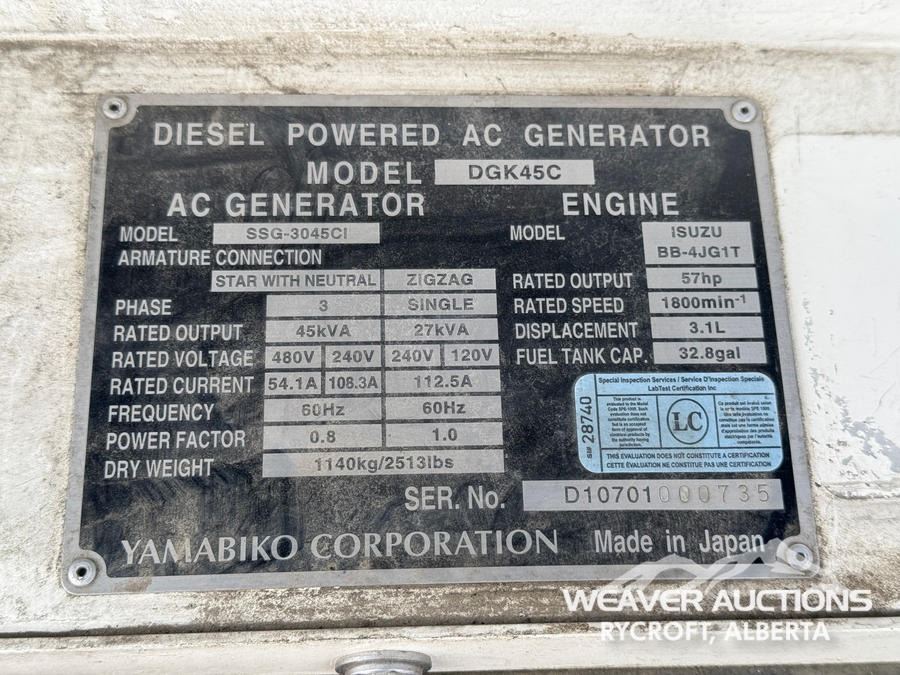 DIESEL POWERED AC GENERATOR
MODEL DGK45C
AC GENERATOR ENGINE
MODEL SSG-3045CI MODEL ISUZU BB-4JG1T
ARMATURE CONNECTION
STAR WITH NEUTRAL ZIGZAG RATED OUTPUT 57hp
PHASE 3 SINGLE RATED SPEED 1800min-1
RATED OUTPUT 45kVA 27kVA DISPLACEMENT 3.1L
RATED VOLTAGE 480V 240V 240V 120V FUEL TANK CAP. 32.8gal
RATED CURRENT 54.1A 108.3A 112.5A
FREQUENCY 60Hz 60Hz
POWER FACTOR 0.8 1.0
DRY WEIGHT 1140kg/2513lbs
Special Inspection Services / Service D'Inspection Speciale
LabTest Certification Inc
SIM 28740
LC
THIS EVALUATION DOES NOT CONSTITUTE A CERTIFICATION
CETTE ÉVALUATION NE CONSTITUE PAS UNE CERTIFICATION
SER. No. D10701000735
YAMABIKO CORPORATION Made in Japan
WEAVER AUCTIONS
RYCROFT, ALBERTA